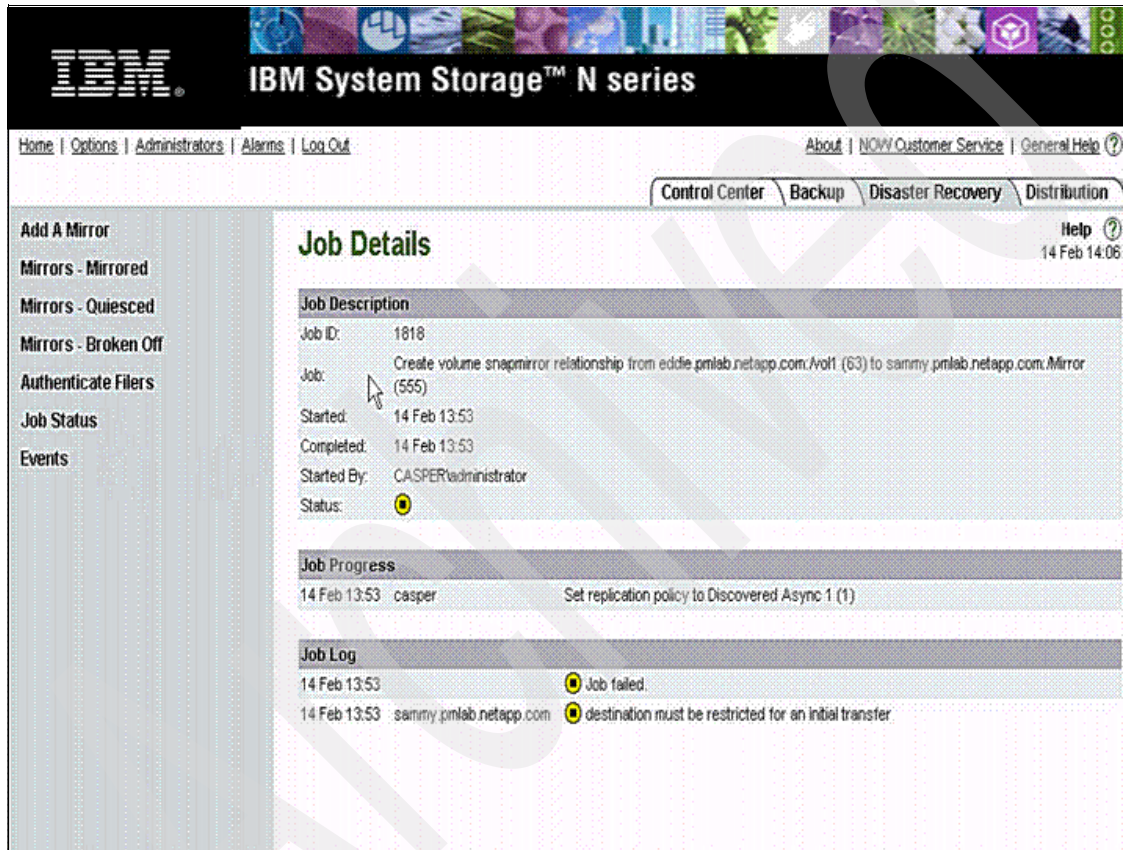 IBM®
IBM System Storage™ N series
Home | Options | Administrators | Alarms | Log Out
About | NOW Customer Service | General Help ?
Control Center
Backup
Disaster Recovery
Distribution
Add A Mirror
Mirrors - Mirrored
Mirrors - Quiesced
Mirrors - Broken Off
Authenticate Filers
Job Status
Events
Job Details
Help ?
14 Feb 14:06
Job Description
Job ID: 1818
Job: Create volume snapmirror relationship from eddie.pmlab.netapp.com:/vol1 (63) to sammy.pmlab.netapp.com:/Mirror
(555)
Started: 14 Feb 13:53
Completed: 14 Feb 13:53
Started By: CASPER\administrator
Status:
Job Progress
14 Feb 13:53 casper Set replication policy to Discovered Async 1 (1)
Job Log
14 Feb 13:53 Job failed.
14 Feb 13:53 sammy.pmlab.netapp.com destination must be restricted for an initial transfer